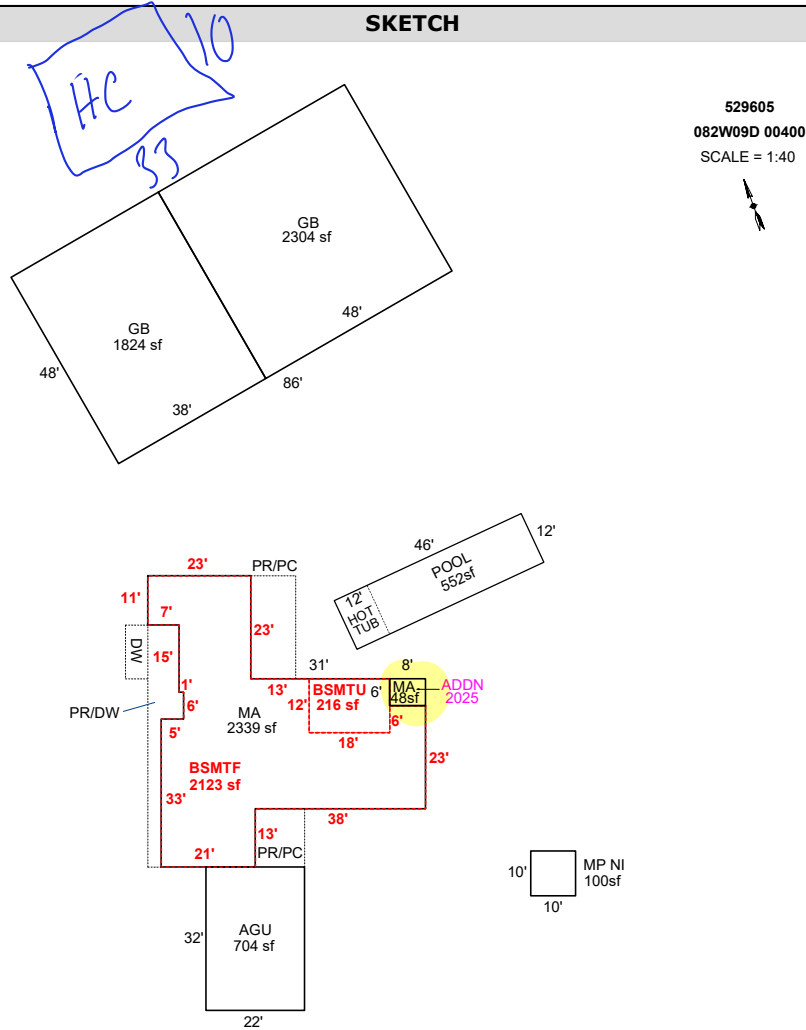 SKETCH
HC
10
33
529605
082W09D 00400
SCALE = 1:40
GB
2304 sf
48'
GB
1824 sf
48'
38'
86'
46'
12'
POOL
552sf
12'
HOT
TUB
23'
PR/PC
11'
7'
23'
DW
15'
1'
6'
PR/DW
5'
MA
2339 sf
31'
13'
12'
BSMTU
216 sf
18'
8'
6'
MA
48sf
ADDN
2025
6'
23'
BSMTF
2123 sf
33'
38'
13'
PR/PC
21'
32'
AGU
704 sf
22'
10'
MP NI
100sf
10'